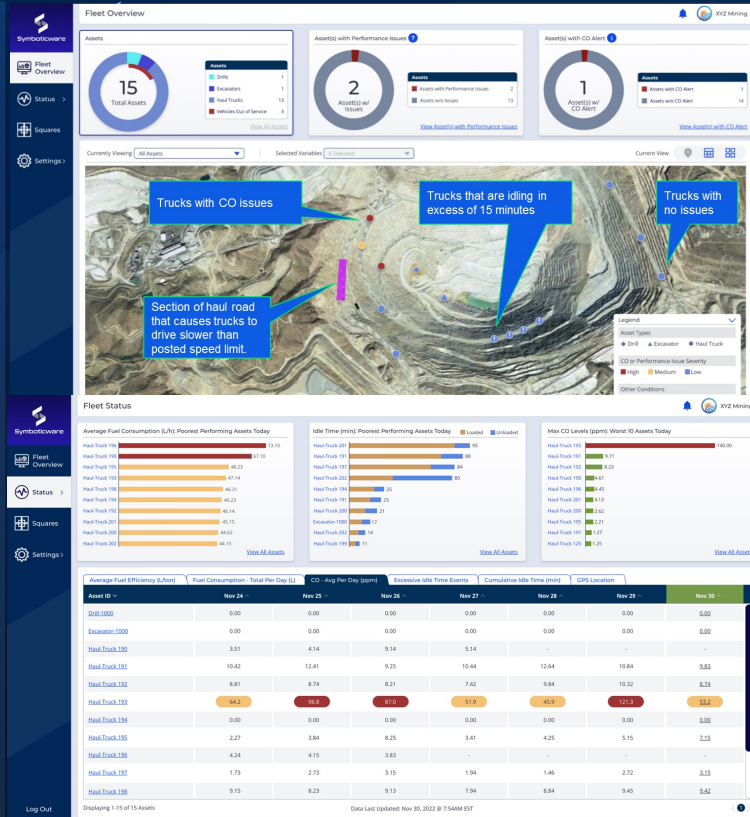 Symboticware
Fleet Overview
Status >
Squares
Settings >
Fleet Overview
XYZ Mining
Assets
15
Total Assets
Assets
Drills 1
Excavators 1
Haul Trucks 13
Vehicles Out of Service 3
View All Assets
Asset(s) with Performance Issues ?
2
Asset(s) w/
Issues
Assets
Assets with Performance Issues 2
Assets w/o Issues 13
View Asset(s) with Performance Issues
Asset(s) with CO Alert i
1
Asset(s) w/
CO Alert
Assets
Assets with CO Alert 1
Assets w/o CO Alert 14
View Asset(s) with CO Alert
Currently Viewing All Assets
Selected Variables 6 Selected
Current View
Trucks with CO issues
Trucks that are idling in
excess of 15 minutes
Trucks with
no issues
Section of haul road
that causes trucks to
drive slower than
posted speed limit.
Legend
Asset Types
Drill Excavator Haul Truck
CO or Performance Issue Severity
High Medium Low
Other Conditions
Symboticware
Fleet
Overview
Status >
Squares
Settings >
Log Out
Fleet Status
XYZ Mining
Average Fuel Consumption (L/h): Poorest Performing Assets Today
Haul-Truck 196 73.10
Haul-Truck 190 67.10
Haul-Truck 195 48.23
Haul-Truck 193 47.14
Haul-Truck 198 46.31
Haul-Truck 194 46.23
Haul-Truck 192 46.14
Haul-Truck 201 45.15
Haul-Truck 200 44.62
Haul-Truck 202 44.15
View All Assets
Idle Time (min): Poorest Performing Assets Today Loaded Unloaded
Haul-Truck 201 95
Haul-Truck 191 88
Haul-Truck 197 84
Haul-Truck 202 80
Haul-Truck 194 25
Haul-Truck 191 23
Haul-Truck 200 21
Excavator-1000 17
Haul-Truck 202 14
Haul-Truck 199 11
View All Assets
Max CO Levels (ppm): Worst 10 Assets Today
Haul-Truck 193 140.00
Haul-Truck 191 9.71
Haul-Truck 192 8.23
Haul-Truck 190 4.61
Haul-Truck 196 4.45
Haul-Truck 201 4.13
Haul-Truck 200 2.62
Haul-Truck 195 2.21
Haul-Truck 197 1.27
Haul-Truck 125 1.25
View All Assets
Average Fuel Efficiency (L/ton) Fuel Consumption - Total Per Day (L) CO - Avg Per Day (ppm) Excessive Idle Time Events Cumulative Idle Time (min) GPS Location
Asset ID Nov 24 Nov 25 Nov 26 Nov 27 Nov 28 Nov 29 Nov 30
Drill-1000 0.00 0.00 0.00 0.00 0.00 0.00 0.00
Excavator-1000 0.00 0.00 0.00 0.00 0.00 0.00 0.00
Haul-Truck 190 3.51 4.14 9.14 5.14 - - -
Haul-Truck 191 10.42 12.41 9.25 10.44 12.64 10.84 9.83
Haul-Truck 192 8.81 8.74 8.21 7.42 9.84 10.32 8.74
Haul-Truck 193 64.2 96.8 87.0 51.9 45.9 121.3 53.2
Haul-Truck 194 0.00 0.00 0.00 0.00 0.00 0.00 0.00
Haul-Truck 195 2.27 3.84 8.25 3.41 4.25 5.15 7.15
Haul-Truck 196 4.24 4.15 3.83 - - - -
Haul-Truck 197 1.73 2.73 3.15 1.94 1.46 2.72 3.15
Haul-Truck 198 9.15 8.23 9.13 7.94 8.84 9.45 9.42
Displaying 1-15 of 15 Assets
Data Last Updated: Nov 30, 2022 @ 7:54AM EST
1